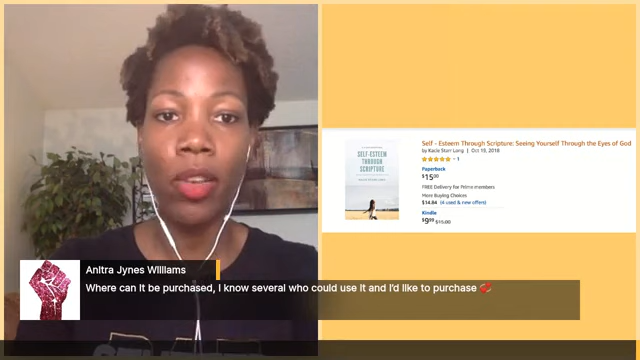 Self - Esteem Through Scripture: Seeing Yourself Through the Eyes of God
by Kacie Starr Long | Oct 19, 2018
1
Paperback
$15.00
FREE Delivery for Prime members
More Buying Choices
$14.84 (4 used & new offers)
Kindle
$9.99 $15.00
SELF-ESTEEM
THROUGH
SCRIPTURE
Anitra Jynes Williams
Where can it be purchased, I know several who could use it and I'd like to purchase 💞